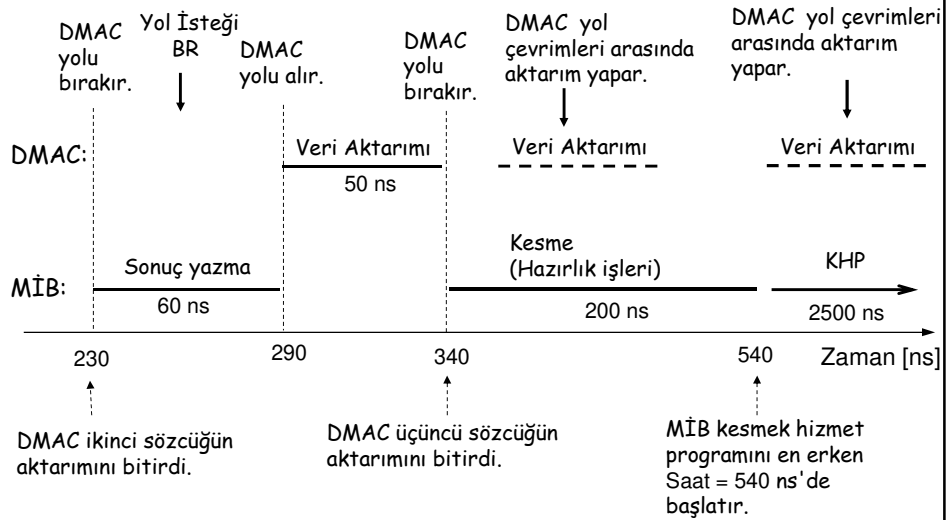 DMAC
yolu
bırakır.
Yol İsteği
BR
DMAC
yolu alır.
DMAC
yolu
bırakır.
DMAC yol
çevrimleri arasında
aktarım yapar.
DMAC yol çevrimleri
arasında aktarım
yapar.
DMAC:
Veri Aktarımı
50 ns
Veri Aktarımı
Veri Aktarımı
MİB:
Sonuç yazma
60 ns
Kesme
(Hazırlık işleri)
200 ns
KHP
2500 ns
230
290
340
540
Zaman [ns]
DMAC ikinci sözcüğün
aktarımını bitirdi.
DMAC üçüncü sözcüğün
aktarımını bitirdi.
MİB kesmek hizmet
programını en erken
Saat = 540 ns'de
başlatır.